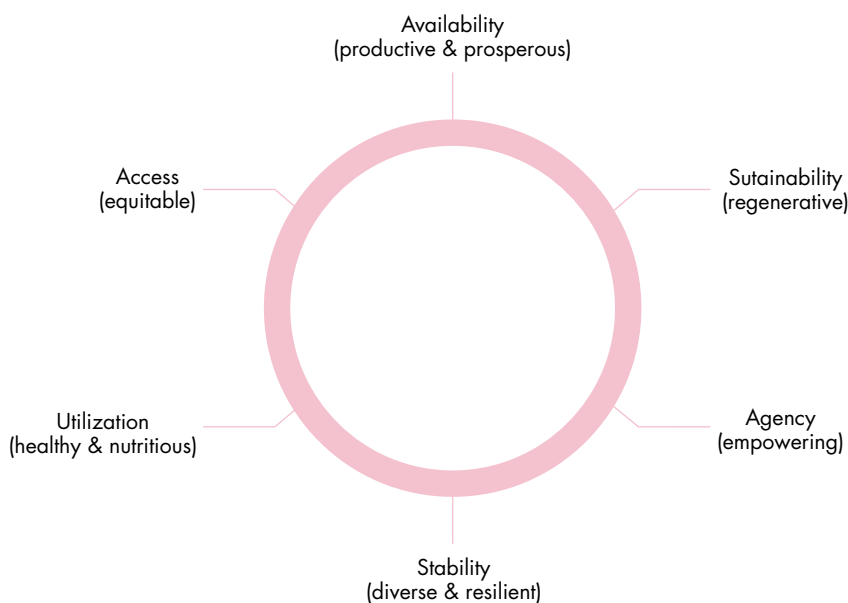 Availability
(productive & prosperous)
Access
(equitable)
Sutainability
(regenerative)
Utilization
(healthy & nutritious)
Agency
(empowering)
Stability
(diverse & resilient)